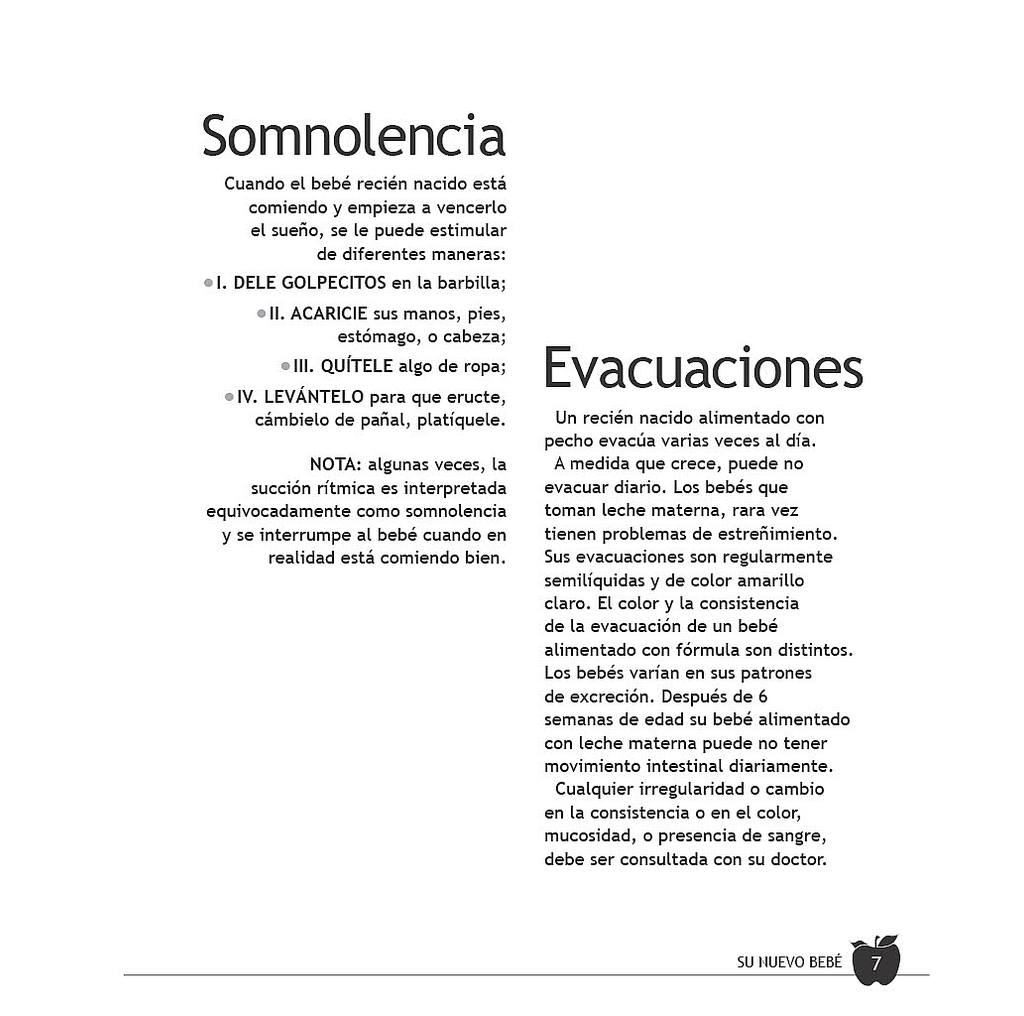 Somnolencia
Cuando el bebé recién nacido está
comiendo y empieza a vencerlo
el sueño, se le puede estimular
de diferentes maneras:
I. DELE GOLPECITOS en la barbilla;
II. ACARICIE sus manos, pies,
estómago, o cabeza;
III. QUÍTELE algo de ropa;
IV. LEVÁNTELO para que eructe,
cámbielo de pañal, platíquele.
NOTA: algunas veces, la
succión rítmica es interpretada
equivocadamente como somnolencia
y se interrumpe al bebé cuando en
realidad está comiendo bien.
Evacuaciones
Un recién nacido alimentado con
pecho evacúa varias veces al día.
A medida que crece, puede no
evacuar diario. Los bebés que
toman leche materna, rara vez
tienen problemas de estreñimiento.
Sus evacuaciones son regularmente
semilíquidas y de color amarillo
claro. El color y la consistencia
de la evacuación de un bebé
alimentado con fórmula son distintos.
Los bebés varían en sus patrones
de excreción. Después de 6
semanas de edad su bebé alimentado
con leche materna puede no tener
movimiento intestinal diariamente.
Cualquier irregularidad o cambio
en la consistencia o en el color,
mucosidad, o presencia de sangre,
debe ser consultada con su doctor.
SU NUEVO BEBÉ 7